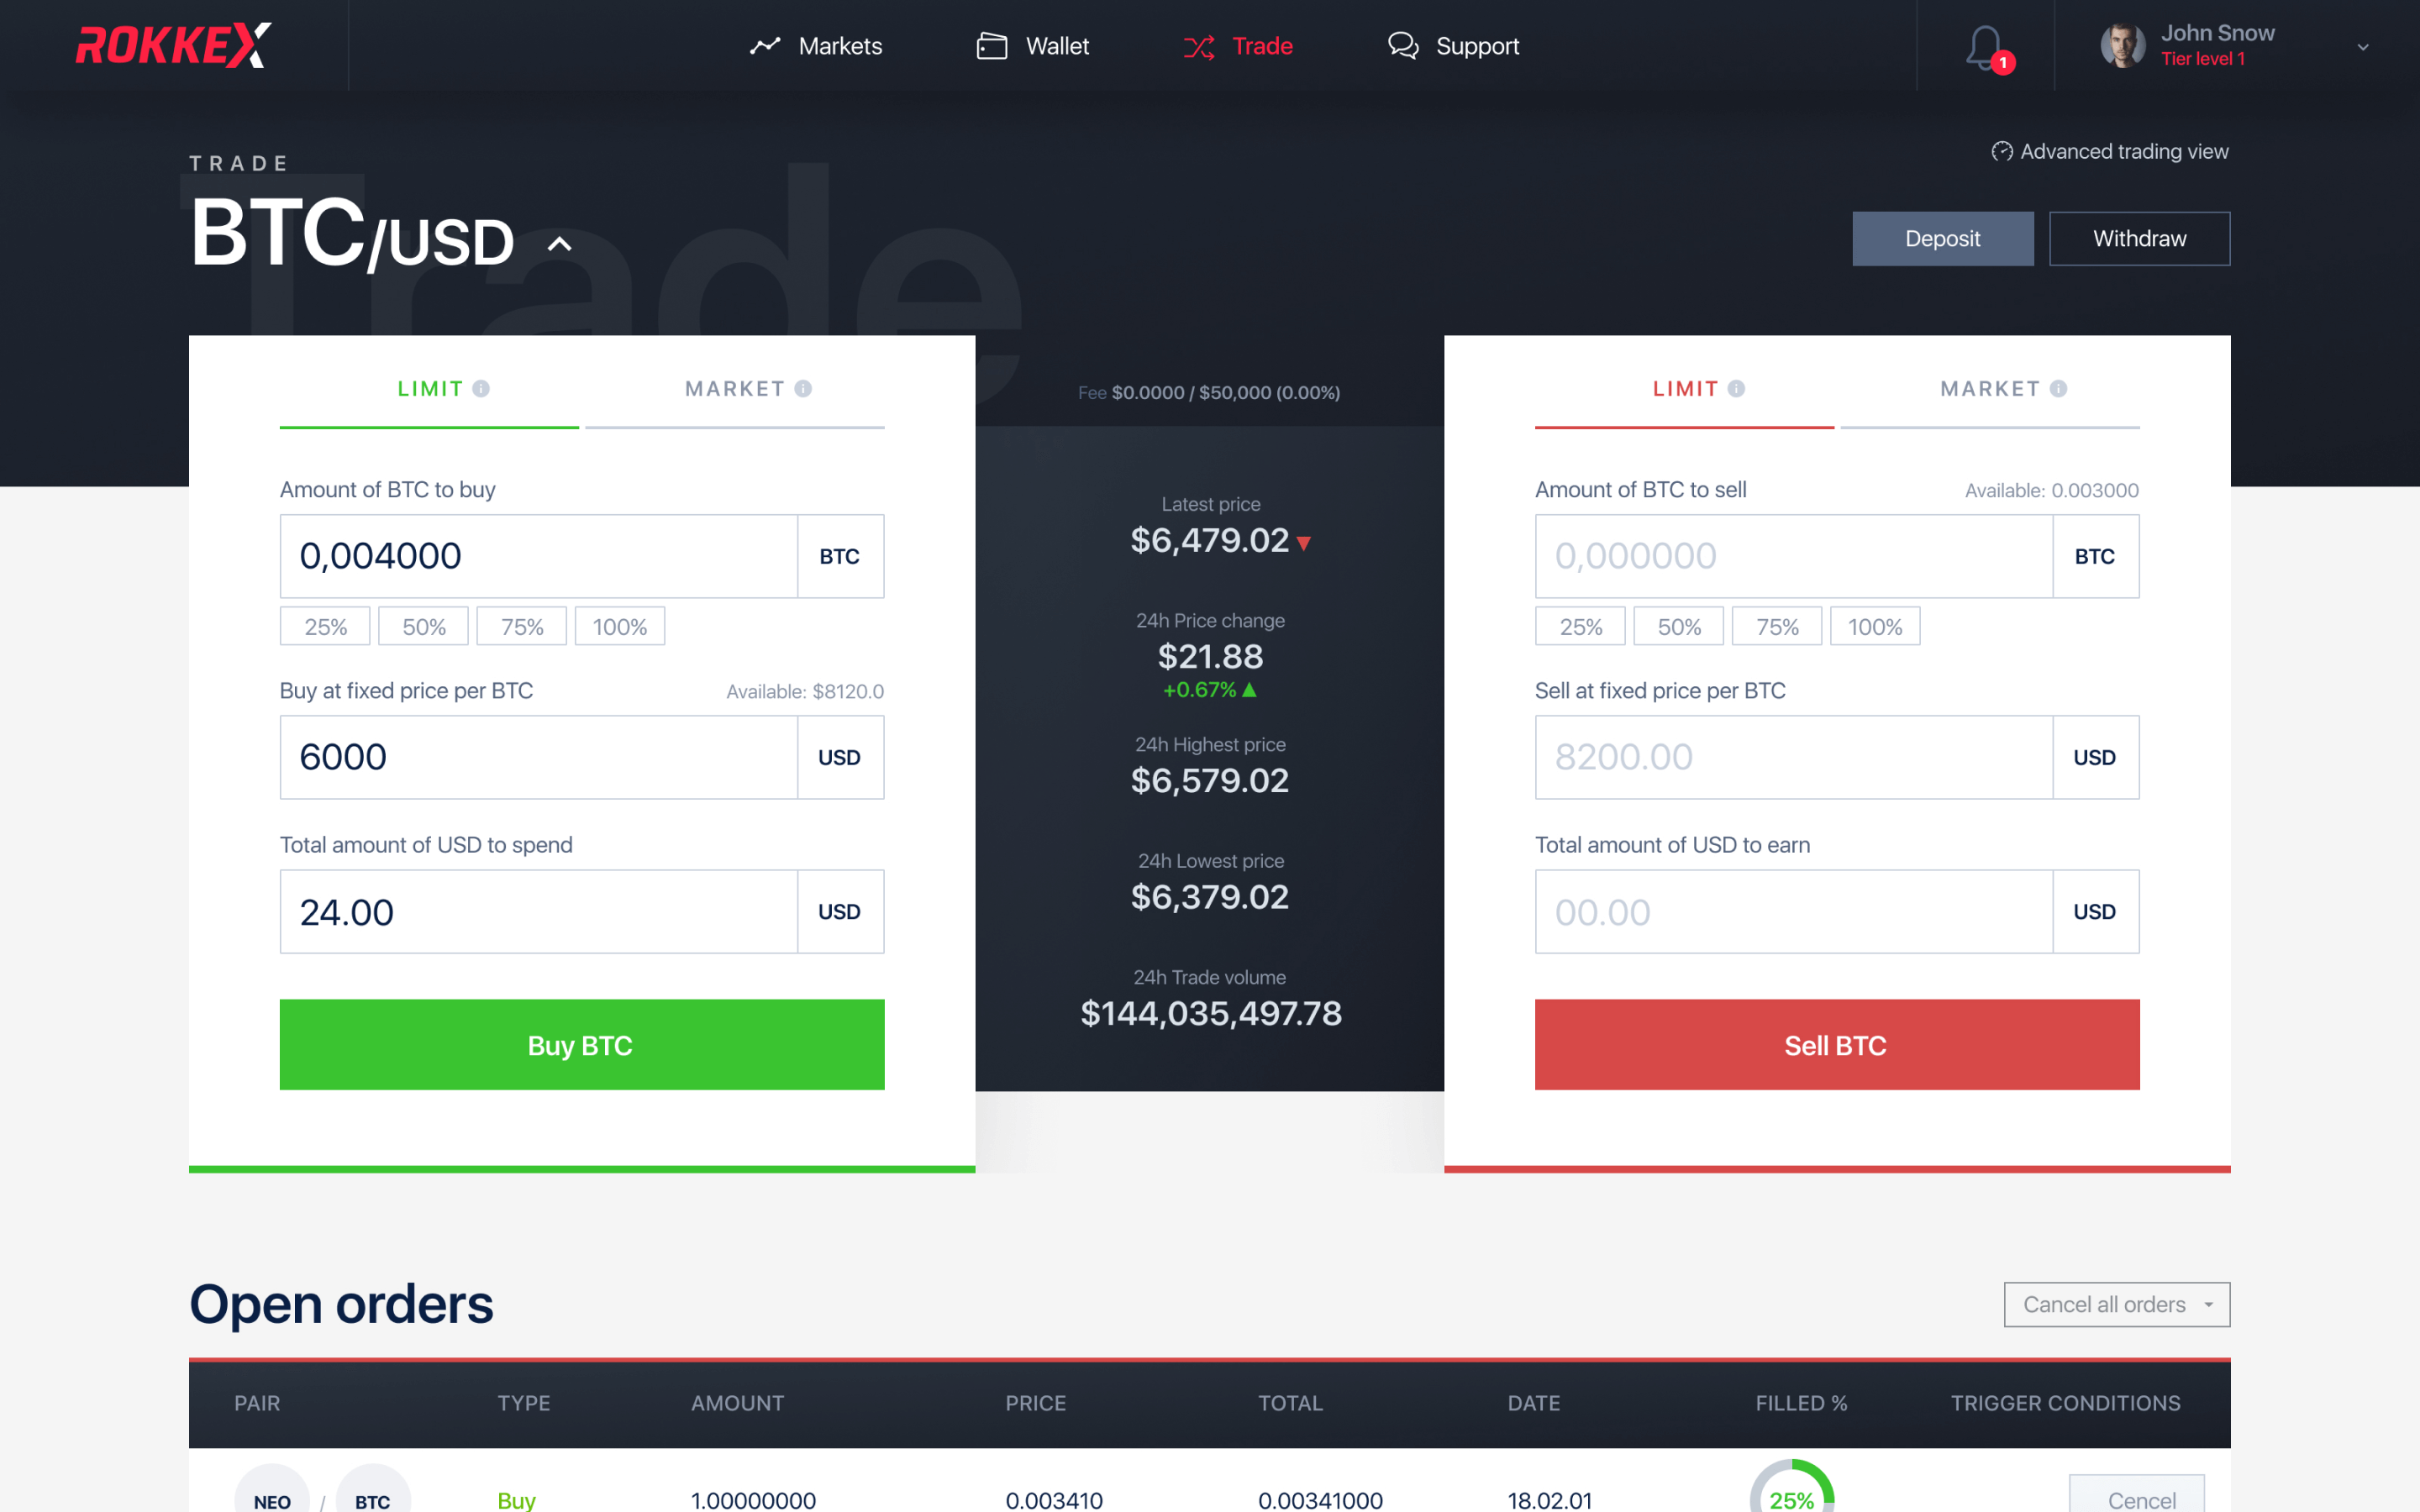 ROKKEX
Markets
Wallet
Trade
Support
1
John Snow
Tier level 1
TRADE
Trade
BTC/USD
Advanced trading view
Deposit
Withdraw
LIMIT
MARKET
Amount of BTC to buy
0,004000 BTC
25% 50% 75% 100%
Buy at fixed price per BTC Available: $8120.0
6000 USD
Total amount of USD to spend
24.00 USD
Buy BTC
Fee $0.0000 / $50,000 (0.00%)
Latest price
$6,479.02
24h Price change
$21.88
+0.67%
24h Highest price
$6,579.02
24h Lowest price
$6,379.02
24h Trade volume
$144,035,497.78
LIMIT
MARKET
Amount of BTC to sell Available: 0.003000
0,000000 BTC
25% 50% 75% 100%
Sell at fixed price per BTC
8200.00 USD
Total amount of USD to earn
00.00 USD
Sell BTC
Open orders
Cancel all orders
PAIR TYPE AMOUNT PRICE TOTAL DATE FILLED % TRIGGER CONDITIONS
NEO / BTC Buy 1.00000000 0.003410 0.00341000 18.02.01 25% Cencel